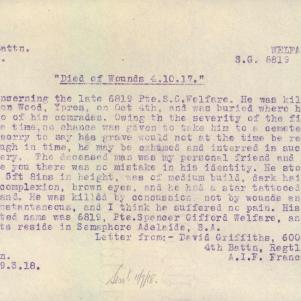 Battn. WELFA
S.G. 6819
"Died of Wounds 4.10.17."
ncerning the late 6819 Pte.S.G.Welfare. He was kil
on Wood, Ypres, on Oct 4th, and was buried where h
o of his comrades. Owing th the severity of the fi
e time,no chance was given to take him to a cemete
sorry to say his grave would not at the time be re
ugh in time, he may be exhumed and interred in suc
ery. The deceased man was my personal friend and
e you there was no mistake in his identity. He sto
5ft 8ins in height, was of medium build, dark hai
complexion, brown eyes, and he had a star tattooed
and. He was killed by concussion, not by wounds an
stantaneous, and I think he suffered no pain. His
ted name was 6819, Pte.Spencer Gifford Welfare, an
ts reside in Semaphore Adelaide, S.A.
Letter from:- David Griffiths, 600
4th Battn, Regtl
on. A.I.F. Franc
9.3.18.